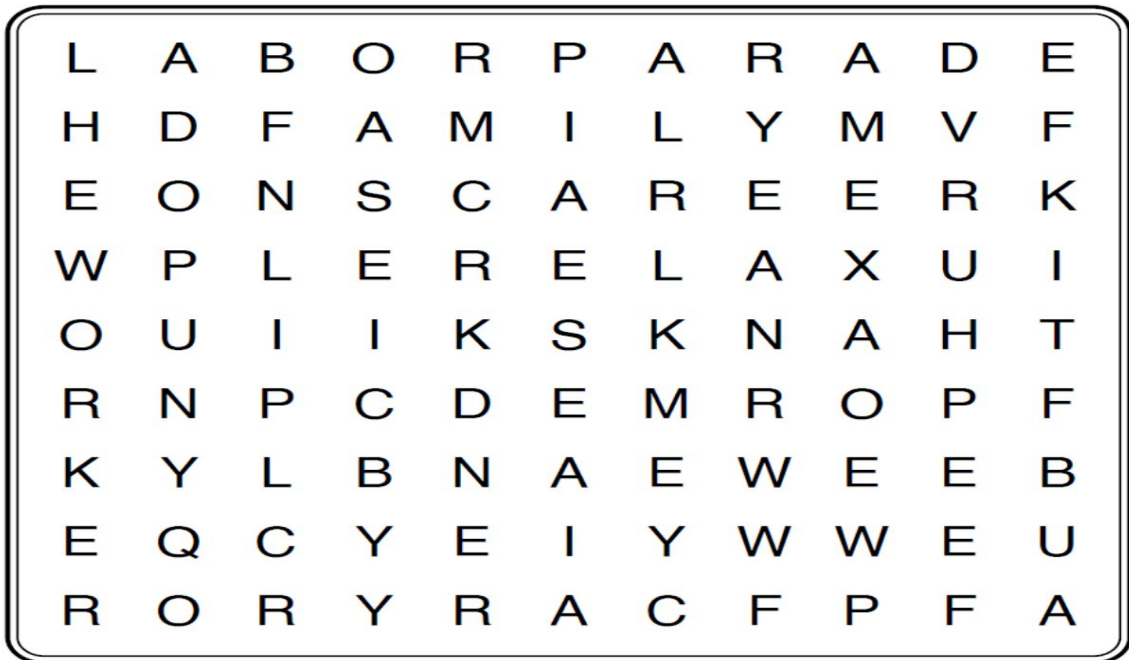 L A B O R P A R A D E
H D F A M I L Y M V F
E O N S C A R E E R K
W P L E R E L A X U I
O U I I K S K N A H T
R N P C D E M R O P F
K Y L B N A E W E E B
E Q C Y E I Y W W E U
R O R Y R A C F P F A